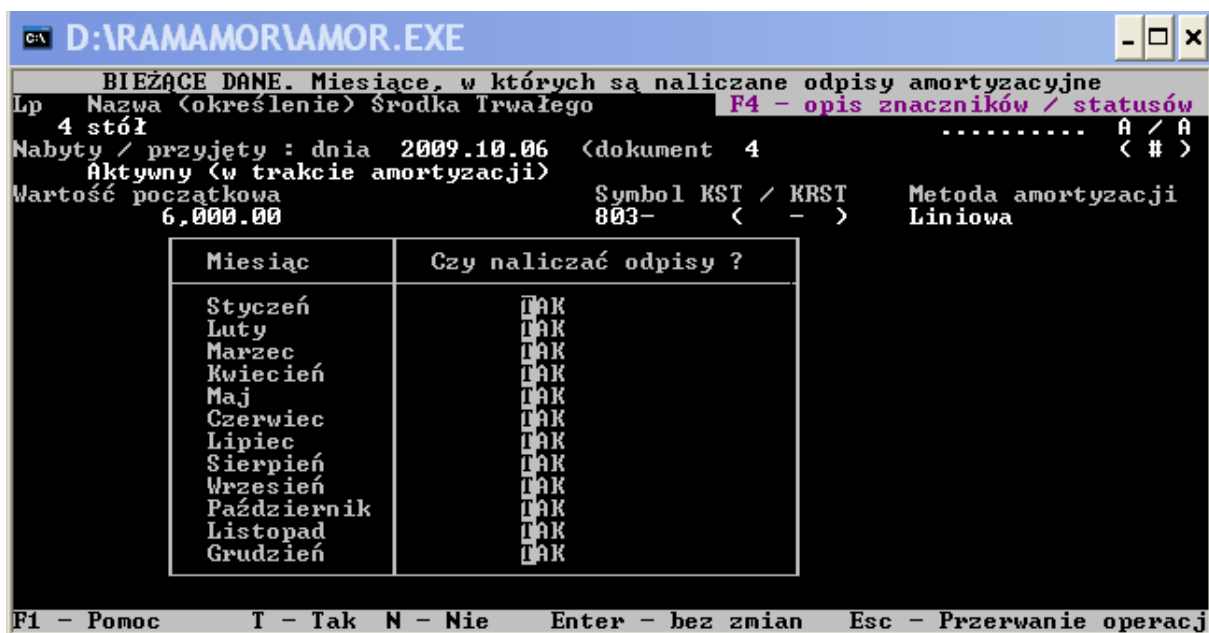 D:\RAMAMOR\AMOR.EXE
BIEŻĄCE DANE. Miesiące, w których są naliczane odpisy amortyzacyjne
Lp Nazwa (określenie) Środka Trwałego F4 - opis znaczników / statusów
4 stół .......... A / A
Nabyty / przyjęty : dnia 2009.10.06 (dokument 4 ( # )
Aktywny (w trakcie amortyzacji)
Wartość początkowa Symbol KST / KRST Metoda amortyzacji
6,000.00 803- ( - ) Liniowa
Miesiąc Czy naliczać odpisy ?
Styczeń TAK
Luty TAK
Marzec TAK
Kwiecień TAK
Maj TAK
Czerwiec TAK
Lipiec TAK
Sierpień TAK
Wrzesień TAK
Październik TAK
Listopad TAK
Grudzień TAK
F1 - Pomoc T - Tak N - Nie Enter - bez zmian Esc - Przerwanie operacj